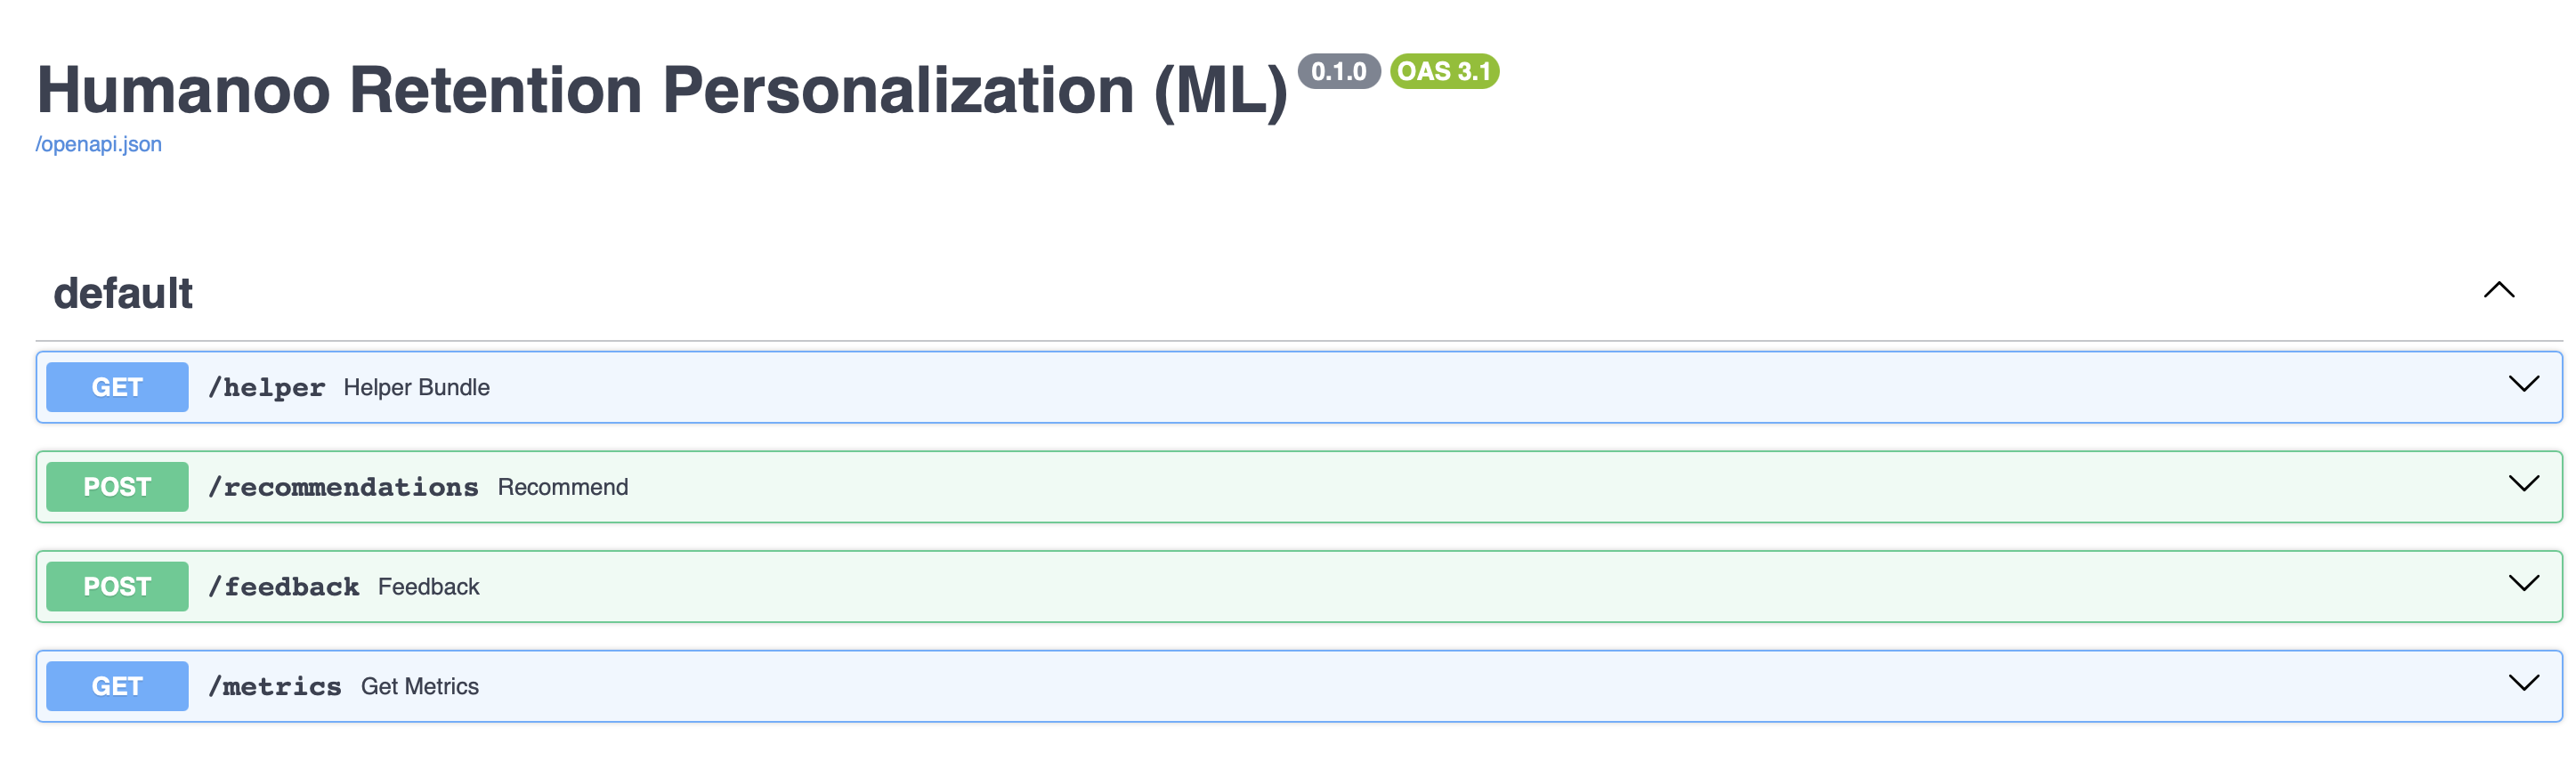 Humanoo Retention Personalization (ML) 0.1.0 OAS 3.1
/openapi.json
default
GET /helper Helper Bundle
POST /recommendations Recommend
POST /feedback Feedback
GET /metrics Get Metrics